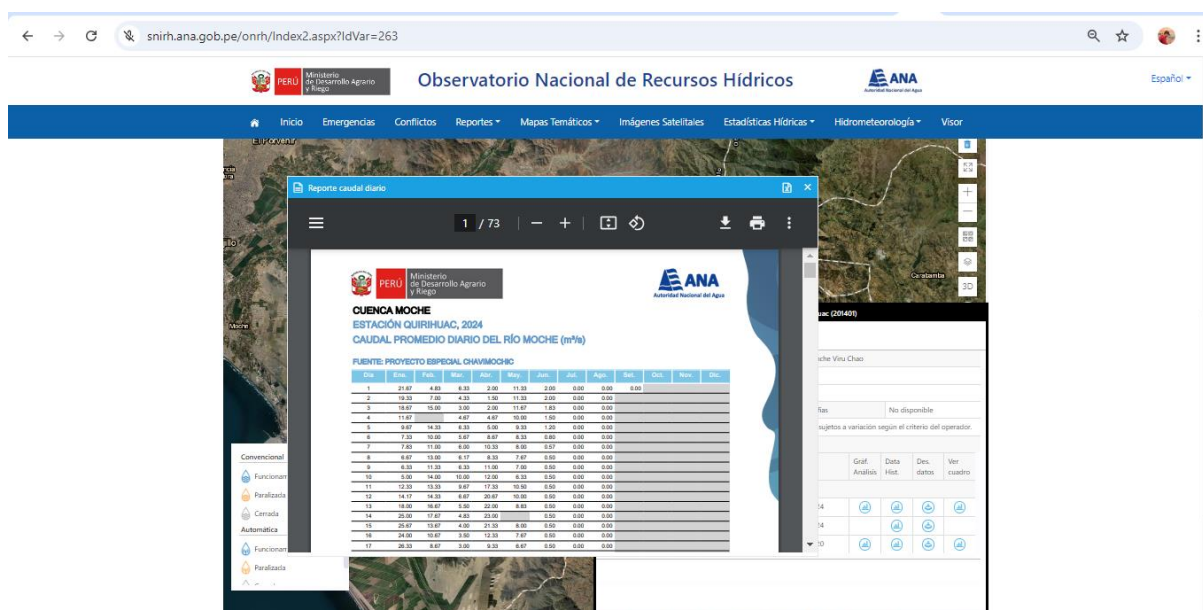 snirh.ana.gob.pe/onrh/Index2.aspx?IdVar=263
PERÚ
Ministerio
de Desarrollo Agrario
y Riego
Observatorio Nacional de Recursos Hídricos
ANA
Autoridad Nacional del Agua
Español
Inicio Emergencias Conflictos Reportes Mapas Temáticos Imágenes Satelitales Estadísticas Hídricas Hidrometeorología Visor
El Porvenir
Reporte caudal diario
1 / 73
PERÚ
Ministerio
de Desarrollo Agrario
y Riego
ANA
Autoridad Nacional del Agua
CUENCA MOCHE
ESTACIÓN QUIRIHUAC, 2024
CAUDAL PROMEDIO DIARIO DEL RÍO MOCHE (m³/s)
FUENTE: PROYECTO ESPECIAL CHAVIMOCHIC
Día Ene. Feb. Mar. Abr. May. Jun. Jul. Ago. Set. Oct. Nov. Dic.
1 21.67 4.83 6.33 2.00 11.33 2.00 0.00 0.00 0.00
2 19.33 7.00 4.33 1.50 11.33 2.00 0.00 0.00
3 18.67 15.00 3.00 2.00 11.67 1.83 0.00 0.00
4 11.67 4.67 4.67 10.00 1.50 0.00 0.00
5 9.67 14.33 6.33 5.00 9.33 1.20 0.00 0.00
6 7.33 10.00 5.67 8.67 8.33 0.80 0.00 0.00
7 7.83 11.00 6.00 10.33 8.00 0.57 0.00 0.00
8 6.67 13.00 6.17 8.33 7.67 0.50 0.00 0.00
9 6.33 11.33 6.33 11.00 7.00 0.50 0.00 0.00
10 5.00 14.00 10.00 12.00 6.33 0.50 0.00 0.00
11 12.33 13.33 9.67 17.33 10.50 0.50 0.00 0.00
12 14.17 14.33 6.67 20.67 10.00 0.50 0.00 0.00
13 18.00 16.67 5.50 22.00 8.83 0.50 0.00 0.00
14 25.00 17.67 4.83 23.00 0.50 0.00 0.00
15 25.67 13.67 4.00 21.33 8.00 0.50 0.00 0.00
16 24.00 10.67 3.50 12.33 7.67 0.50 0.00 0.00
17 26.33 8.67 3.00 9.33 6.67 0.50 0.00 0.00
Moche
Carabamba
3D
uac (201401)
che Viru Chao
ñas No disponible
sujetos a variación según el criterio del operador.
Gráf. Análisis
Data Hist.
Des. datos
Ver cuadro
24
24
20
Convencional
Funcionan
Paralizada
Cerrada
Automática
Funcionan
Paralizada